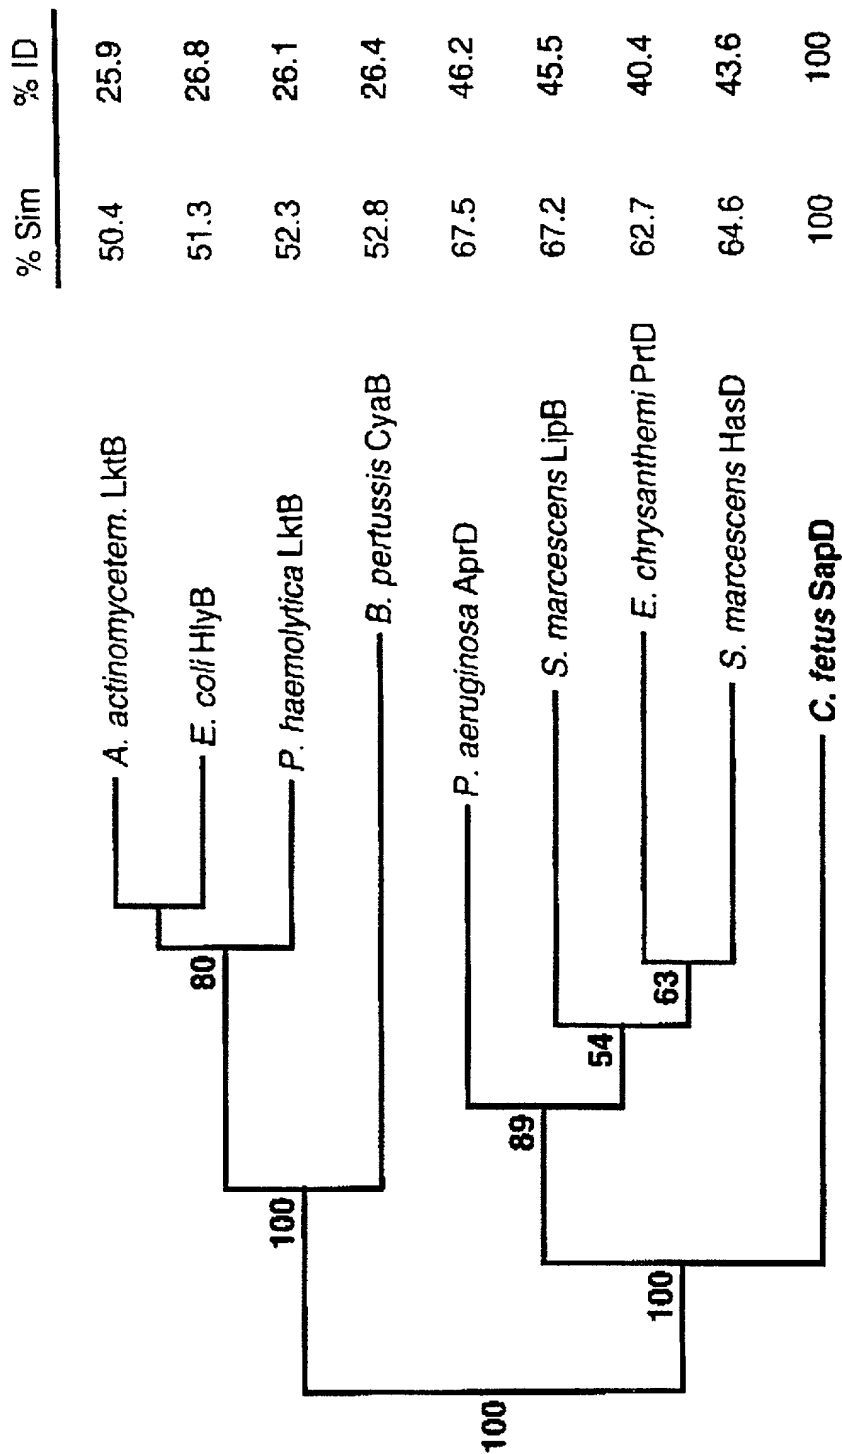 % Sim % ID
A. actinomycetem. LktB 50.4 25.9
E. coli HlyB 51.3 26.8
P. haemolytica LktB 52.3 26.1
B. pertussis CyaB 52.8 26.4
P. aeruginosa AprD 67.5 46.2
S. marcescens LipB 67.2 45.5
E. chrysanthemi PrtD 62.7 40.4
S. marcescens HasD 64.6 43.6
C. fetus SapD 100 100
80
100
89
54
63
100
100